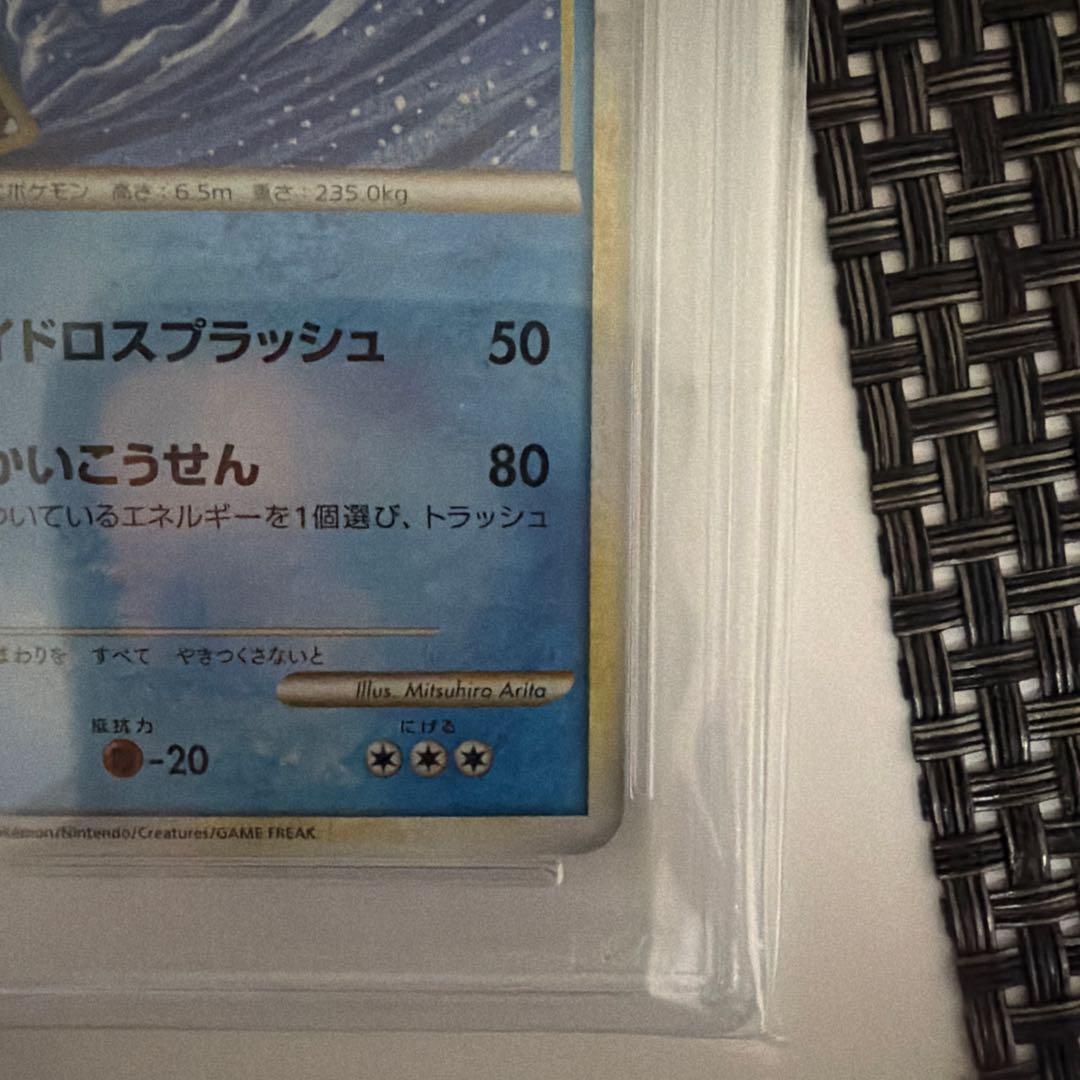 ポケモン 高さ:6.5m 重さ:235.0kg
イドロスプラッシュ 50
かいこうせん 80
ついているエネルギーを1個選び、トラッシュ
まわりを すべて やきつくさないと
Illus. Mitsuhiro Arita
抵抗力 にげる
-20
okémon/Nintendo/Creatures/GAME FREAK